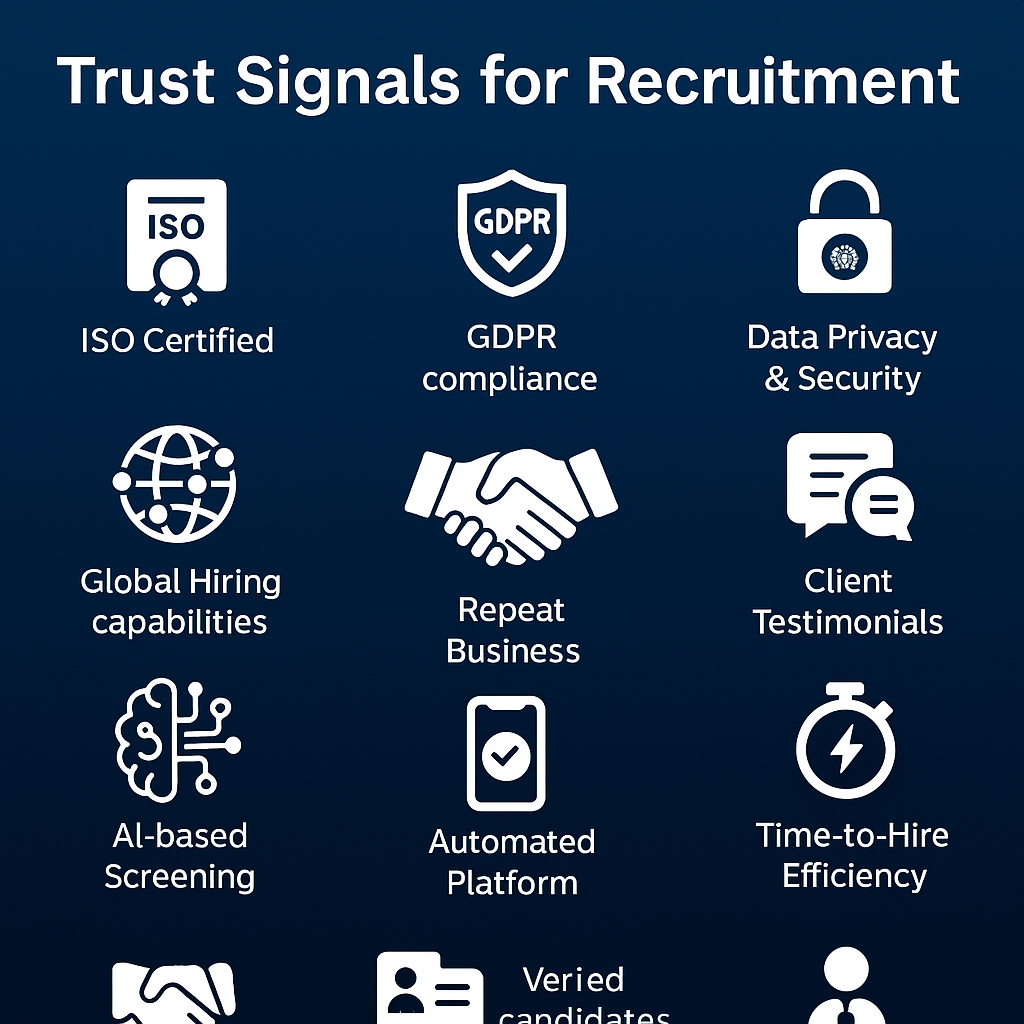 Trust Signals for Recruitment
ISO
GDPR
ISO Certified
GDPR
compliance
Data Privacy
& Security
Global Hiring
capabilities
Repeat
Business
Client
Testimonials
AI-based
Screening
Automated
Platform
Time-to-Hire
Efficiency
Veried
candidates